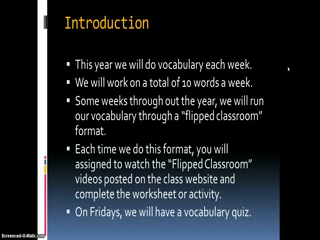 Introduction
▪ This year we will do vocabulary each week.
▪ We will work on a total of 10 words a week.
▪ Some weeks through out the year, we will run
our vocabulary through a “flipped classroom”
format.
▪ Each time we do this format, you will
assigned to watch the “Flipped Classroom”
videos posted on the class website and
complete the worksheet or activity.
▪ On Fridays, we will have a vocabulary quiz.
Screencast-O-Matic.com